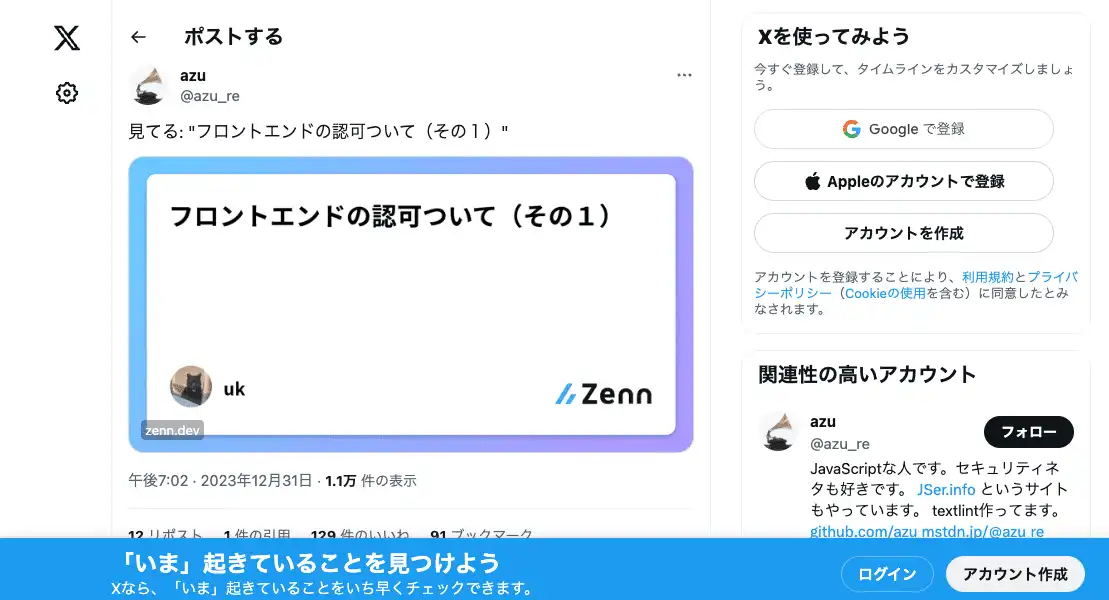 ポストする
azu
@azu_re
見てる: "フロントエンドの認可ついて（その１）"
フロントエンドの認可ついて（その１）
uk
Zenn
zenn.dev
午後7:02 · 2023年12月31日 · 1.1万 件の表示
12 リポスト 1 件の引用 129 件のいいね 91 ブックマーク
Xを使ってみよう
今すぐ登録して、タイムラインをカスタマイズしましょ
う。
Google で登録
Appleのアカウントで登録
アカウントを作成
アカウントを登録することにより、利用規約とプライバ
シーポリシー（Cookieの使用を含む）に同意したとみ
なされます。
関連性の高いアカウント
azu
@azu_re
フォロー
JavaScriptな人です。セキュリティネ
タも好きです。 JSer.info というサイト
もやっています。 textlint作ってます。
github.com/azu mstdn.jp/@azu_re
「いま」起きていることを見つけよう
Xなら、「いま」起きていることをいち早くチェックできます。
ログイン
アカウント作成